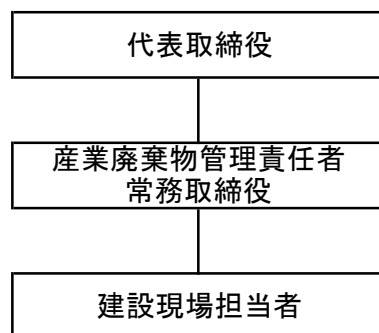 代表取締役
産業廃棄物管理責任者
常務取締役
建設現場担当者